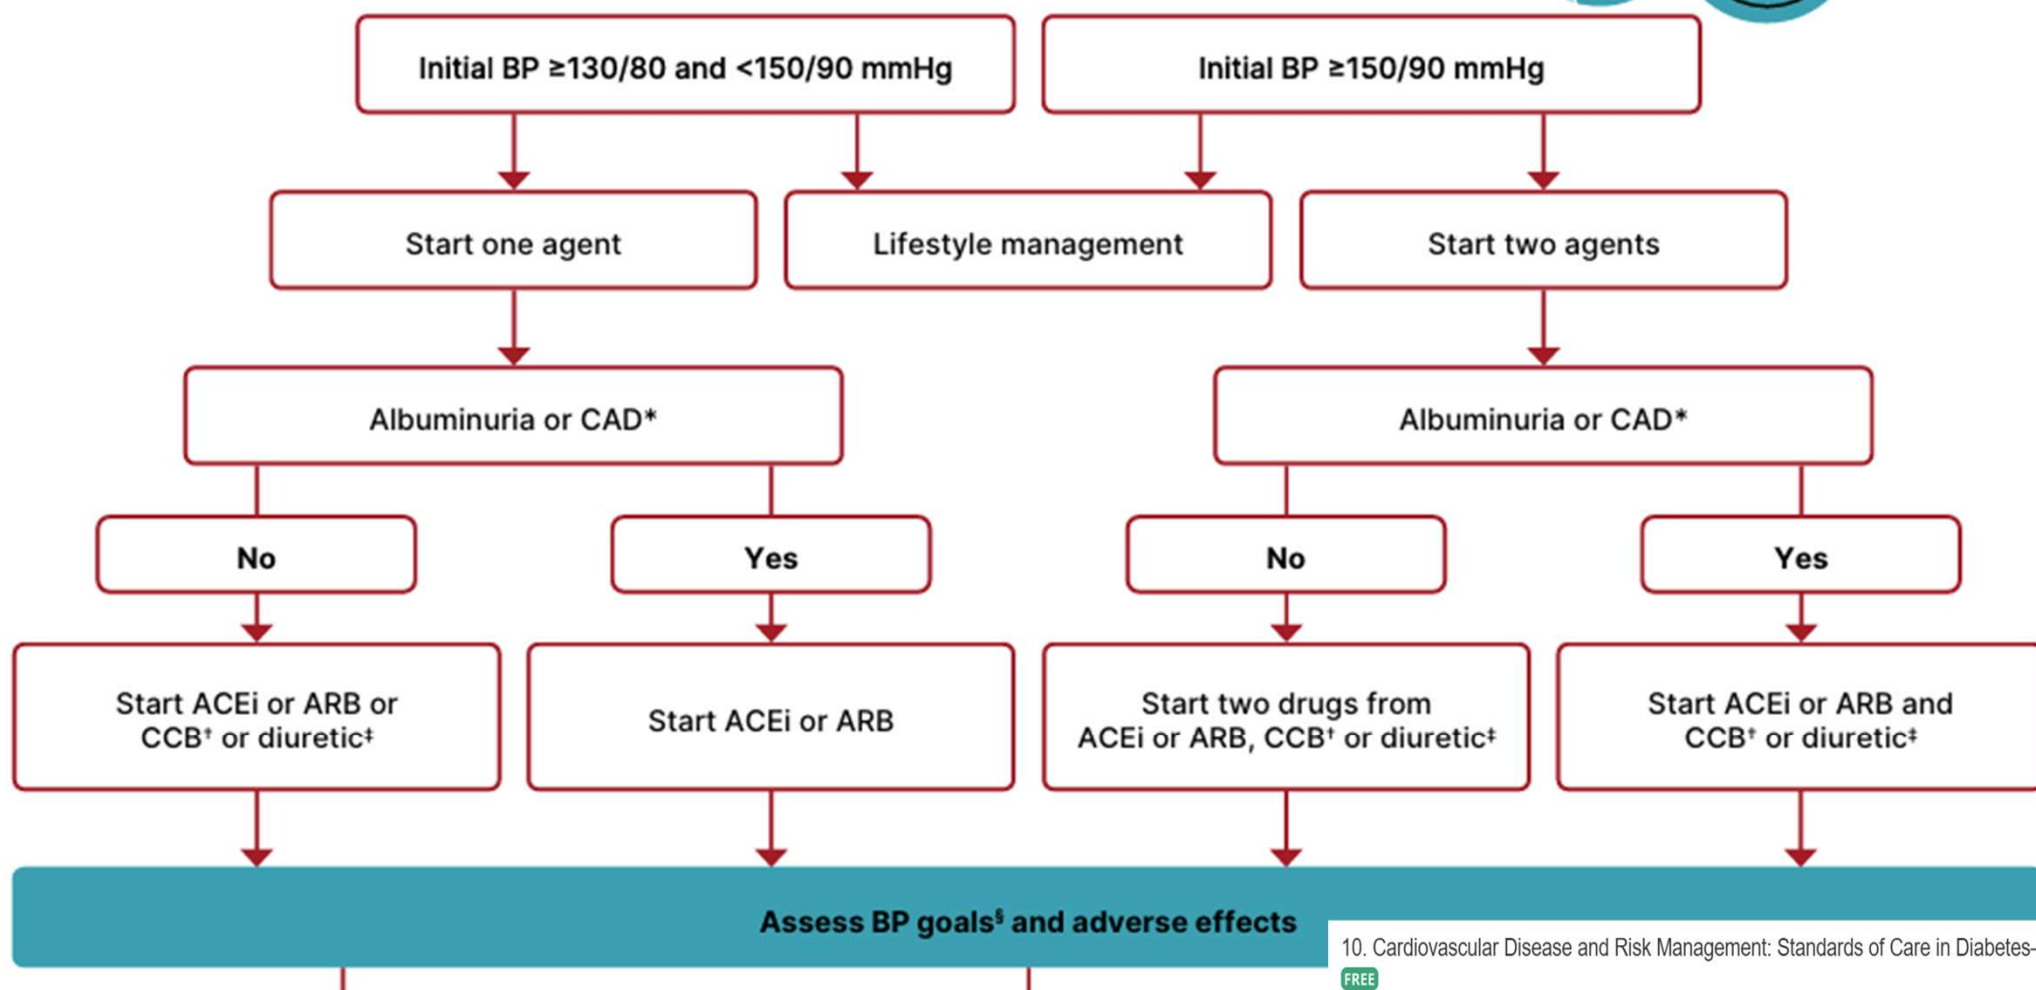 Initial BP ≥130/80 and <150/90 mmHg
Initial BP ≥150/90 mmHg
Start one agent
Lifestyle management
Start two agents
Albuminuria or CAD*
Albuminuria or CAD*
No
Yes
No
Yes
Start ACEi or ARB or
CCB† or diuretic‡
Start ACEi or ARB
Start two drugs from
ACEi or ARB, CCB† or diuretic‡
Start ACEi or ARB and
CCB† or diuretic‡
Assess BP goals§ and adverse effects
10. Cardiovascular Disease and Risk Management: Standards of Care in Diabetes–
FREE